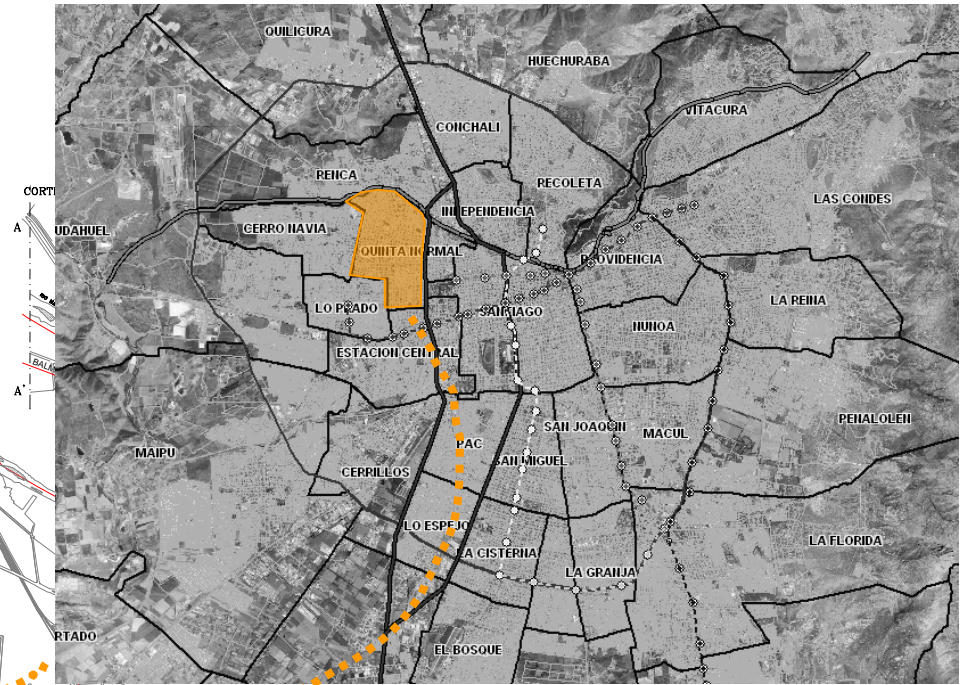 QUILICURA
HUECHURABA
VITACURA
CONCHALI
RENCA
RECOLETA
CORT
LAS CONDES
A
UDAHUEL
CERRO NAVIA
INDEPENDENCIA
QUINTA NORMAL
PROVIDENCIA
LO PRADO
SANTIAGO
LA REINA
NUNOA
ESTACION CENTRAL
BALA
A'
PENALOLEN
SAN JOAQUIN
MACUL
PAC
MAIPU
SAN MIGUEL
CERRILLOS
LO ESPEJO
LA FLORIDA
LA CISTERNA
LA GRANJA
RTADO
EL BOSQUE